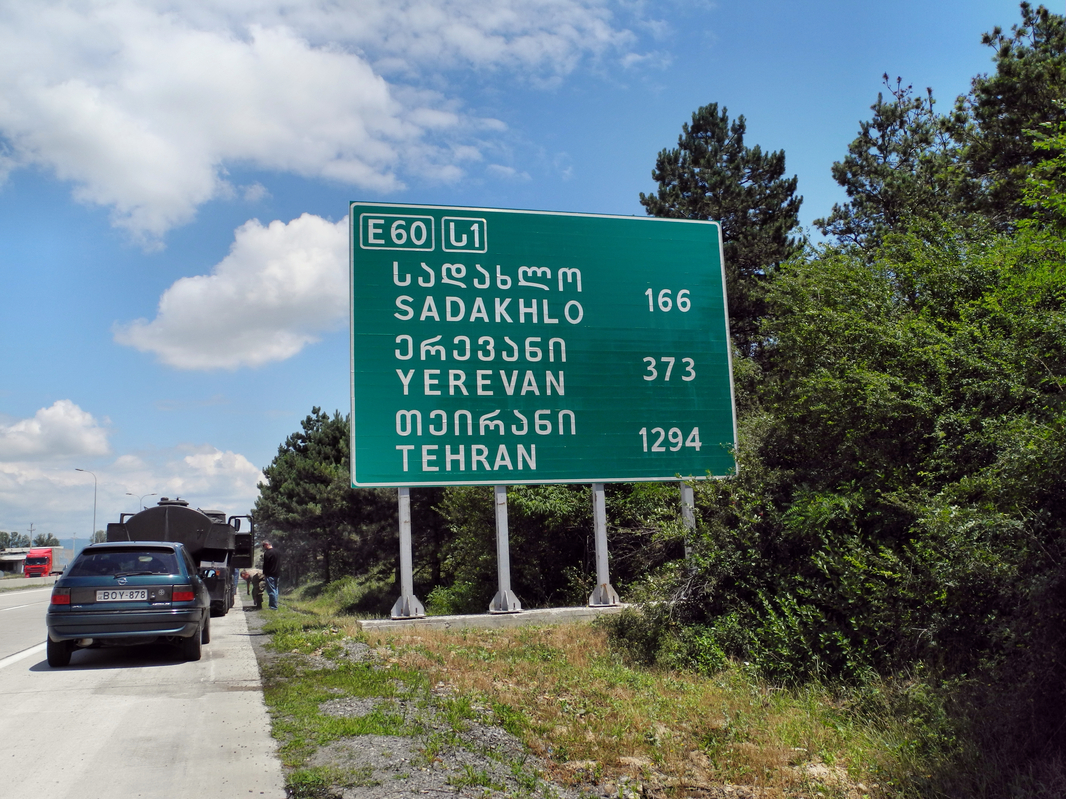 E60 ს1
სადახლო
SADAKHLO 166
ერევანი
YEREVAN 373
თეირანი
TEHRAN 1294
BOY-878